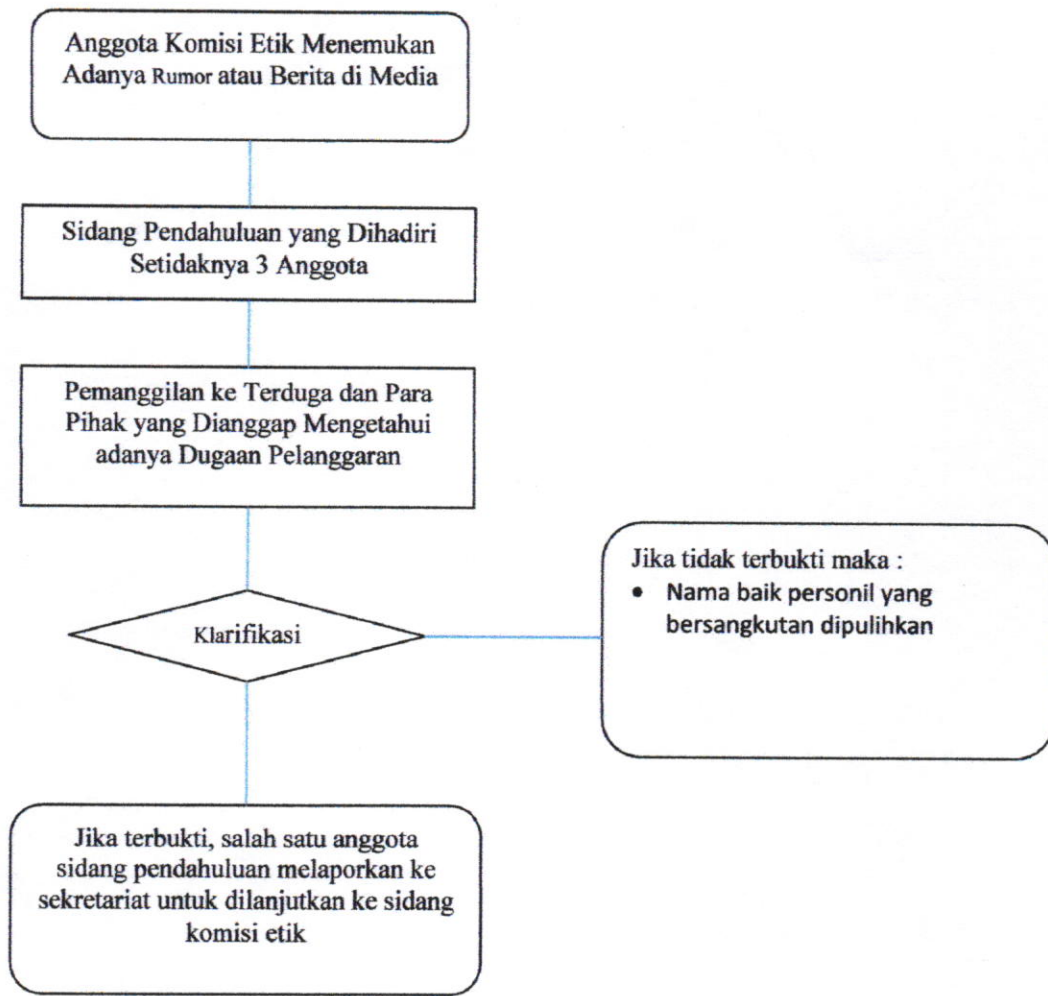 Anggota Komisi Etik Menemukan
Adanya Rumor atau Berita di Media
Sidang Pendahuluan yang Dihadiri
Setidaknya 3 Anggota
Pemanggilan ke Terduga dan Para
Pihak yang Dianggap Mengetahui
adanya Dugaan Pelanggaran
Klarifikasi
Jika tidak terbukti maka :
• Nama baik personil yang
bersangkutan dipulihkan
Jika terbukti, salah satu anggota
sidang pendahuluan melaporkan ke
sekretariat untuk dilanjutkan ke sidang
komisi etik